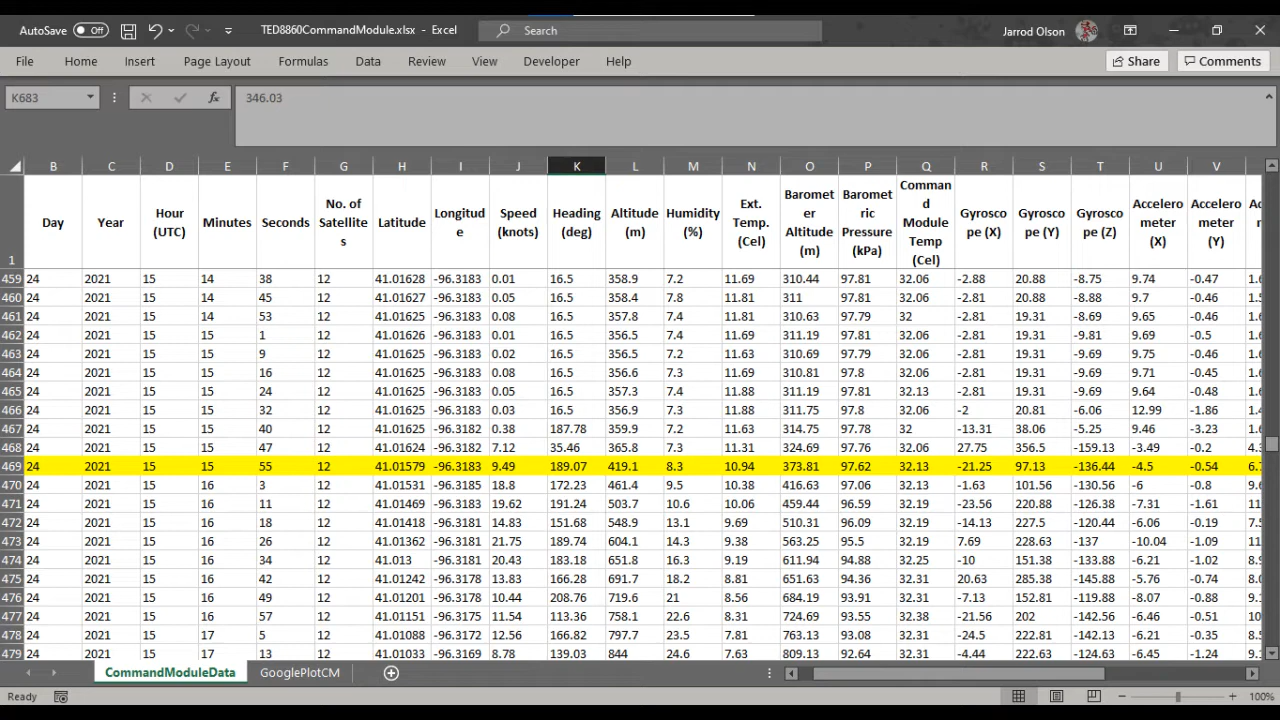 AutoSave Off TED8860CommandModule.xlsx - Excel Search Jarrod Olson
File Home Insert Page Layout Formulas Data Review View Developer Help Share Comments
K683 fx 346.03
B C D E F G H I J K L M N O P Q R S T U V
1 Day Year Hour (UTC) Minutes Seconds No. of Satellites Latitude Longitude Speed (knots) Heading (deg) Altitude (m) Humidity (%) Ext. Temp. (Cel) Barometer Altitude (m) Barometric Pressure (kPa) Command Module Temp (Cel) Gyroscope (X) Gyroscope (Y) Gyroscope (Z) Accelerometer (X) Accelerometer (Y)
459 24 2021 15 14 38 12 41.01628 -96.3183 0.01 16.5 358.9 7.2 11.69 310.44 97.81 32.06 -2.88 20.88 -8.75 9.74 -0.47
460 24 2021 15 14 45 12 41.01627 -96.3183 0.05 16.5 358.4 7.8 11.81 311 97.81 32.06 -2.81 20.88 -8.88 9.7 -0.46
461 24 2021 15 14 53 12 41.01625 -96.3183 0.08 16.5 357.8 7.4 11.81 310.63 97.79 32 -2.81 19.31 -8.69 9.65 -0.46
462 24 2021 15 15 1 12 41.01625 -96.3183 0.01 16.5 356.5 7.4 11.69 311.19 97.81 32.06 -2.81 19.31 -9.81 9.69 -0.5
463 24 2021 15 15 9 12 41.01625 -96.3183 0.02 16.5 356.5 7.2 11.63 310.69 97.81 32.06 -2.81 19.31 -9.69 9.75 -0.46
464 24 2021 15 15 16 12 41.01625 -96.3183 0.08 16.5 356.6 7.3 11.75 310.81 97.8 32.06 -2.81 19.31 -9.69 9.71 -0.45
465 24 2021 15 15 24 12 41.01625 -96.3183 0.05 16.5 357.3 7.4 11.88 311.19 97.8 32.13 -2.81 19.31 -9.69 9.64 -0.48
466 24 2021 15 15 32 12 41.01625 -96.3183 0.03 16.5 356.9 7.3 11.88 311.75 97.8 32.06 -2 20.81 -6.06 12.99 -1.86
467 24 2021 15 15 40 12 41.01625 -96.3182 0.38 187.78 359.9 7.2 11.63 314.75 97.78 32 -13.31 38.06 -5.25 9.46 -3.23
468 24 2021 15 15 47 12 41.01624 -96.3183 7.12 35.46 365.8 7.3 11.31 324.69 97.76 32.06 27.75 356.5 -159.13 -3.49 -0.2
469 24 2021 15 15 55 12 41.01579 -96.3183 9.49 189.07 419.1 8.3 10.94 373.81 97.62 32.13 -21.25 97.13 -136.44 -4.5 -0.54
470 24 2021 15 16 3 12 41.01531 -96.3185 18.8 172.23 461.4 9.5 10.38 416.63 97.06 32.13 -1.63 101.56 -130.56 -6 -0.8
471 24 2021 15 16 11 12 41.01469 -96.3183 19.62 191.24 503.7 10.6 10.06 459.44 96.59 32.19 -23.56 220.88 -126.38 -7.31 -1.61
472 24 2021 15 16 18 12 41.01418 -96.3181 14.83 151.68 548.9 13.1 9.69 510.31 96.09 32.19 -14.13 227.5 -120.44 -6.06 -0.19
473 24 2021 15 16 26 12 41.01362 -96.3181 21.75 189.74 604.1 14.3 9.38 563.25 95.5 32.19 7.69 228.63 -137 -10.04 -1.09
474 24 2021 15 16 34 12 41.013 -96.3181 20.43 183.18 651.8 16.3 9.19 611.94 94.88 32.25 -10 151.38 -133.88 -6.21 -1.02
475 24 2021 15 16 42 12 41.01242 -96.3178 13.83 166.28 691.7 18.2 8.81 651.63 94.36 32.31 20.63 285.38 -145.88 -5.76 -0.74
476 24 2021 15 16 49 12 41.01201 -96.3178 10.44 208.76 719.6 21 8.56 684.19 93.91 32.31 -7.13 152.81 -119.88 -8.07 -0.88
477 24 2021 15 16 57 12 41.01151 -96.3175 11.54 113.36 758.1 22.6 8.31 724.69 93.55 32.38 -21.56 202 -142.56 -6.46 -0.51
478 24 2021 15 17 5 12 41.01088 -96.3172 12.56 166.82 797.7 23.5 7.81 763.13 93.08 32.31 -24.5 222.81 -142.13 -6.21 -0.35
479 24 2021 15 17 13 12 41.01033 -96.3169 8.78 139.03 844 24.6 7.63 809.13 92.63 32.31 -4.44 222.63 -124.63 -6.45 -1.24
CommandModuleData GooglePlotCM
Ready 100%